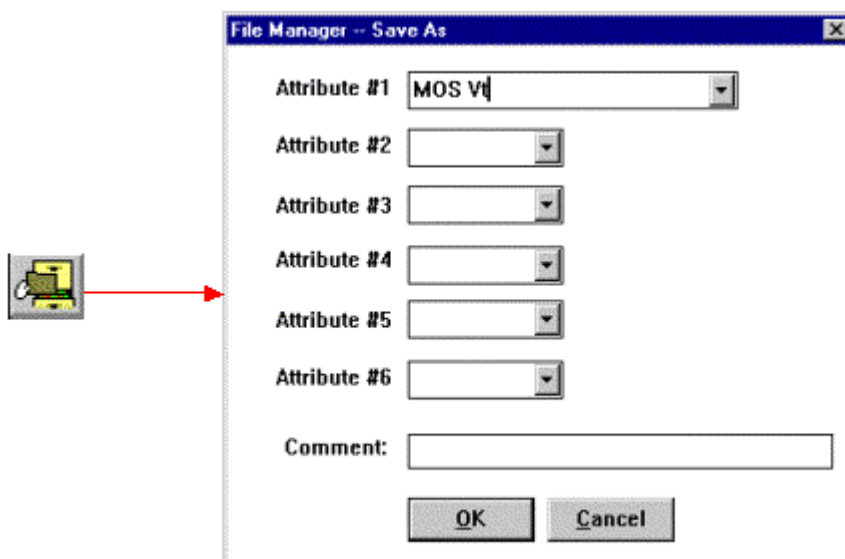 File Manager -- Save As
Attribute #1 MOS Vt
Attribute #2
Attribute #3
Attribute #4
Attribute #5
Attribute #6
Comment:
OK Cancel